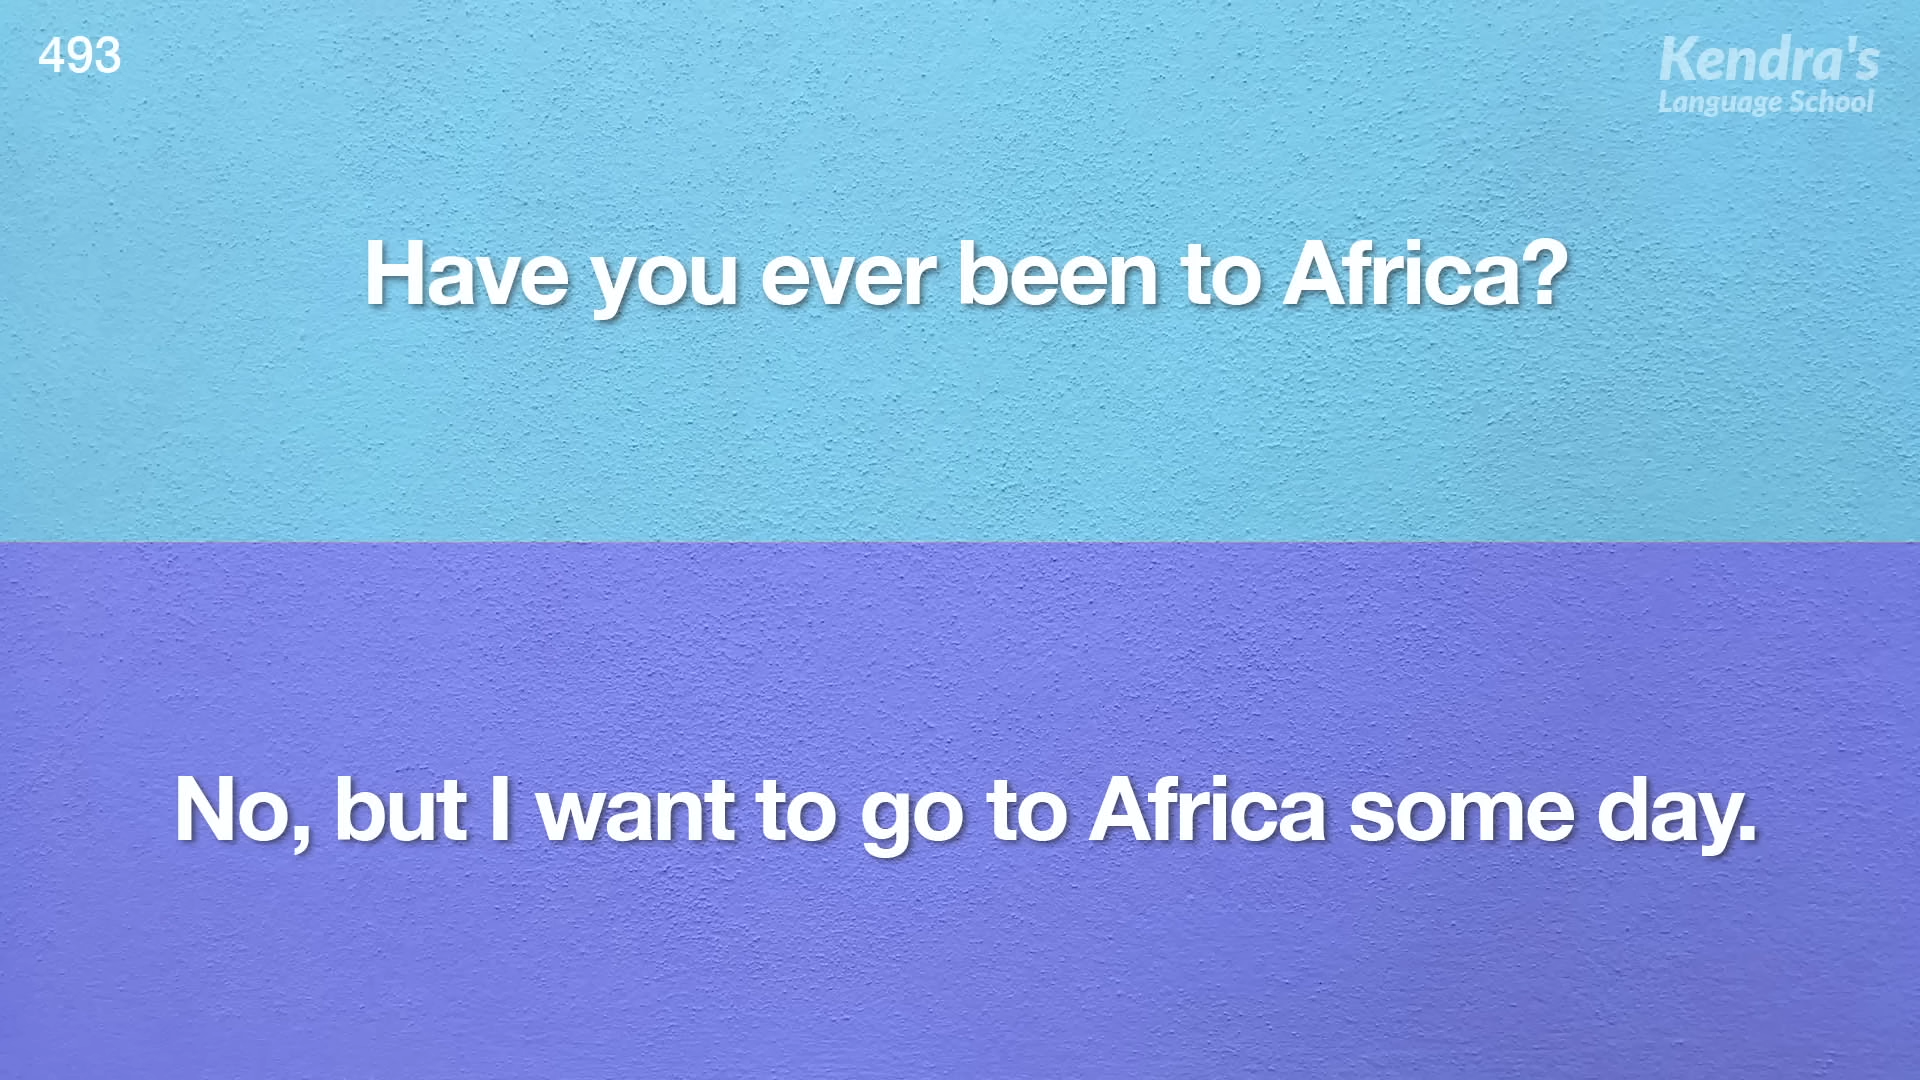 493
Kendra's
Language School
Have you ever been to Africa?
No, but I want to go to Africa some day.